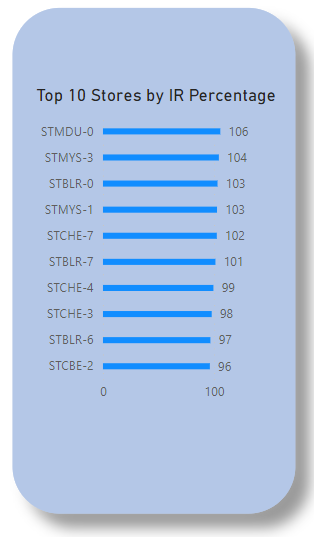 Top 10 Stores by IR Percentage
STMDU-0 106
STMYS-3 104
STBLR-0 103
STMYS-1 103
STCHE-7 102
STBLR-7 101
STCHE-4 99
STCHE-3 98
STBLR-6 97
STCBE-2 96
0 100